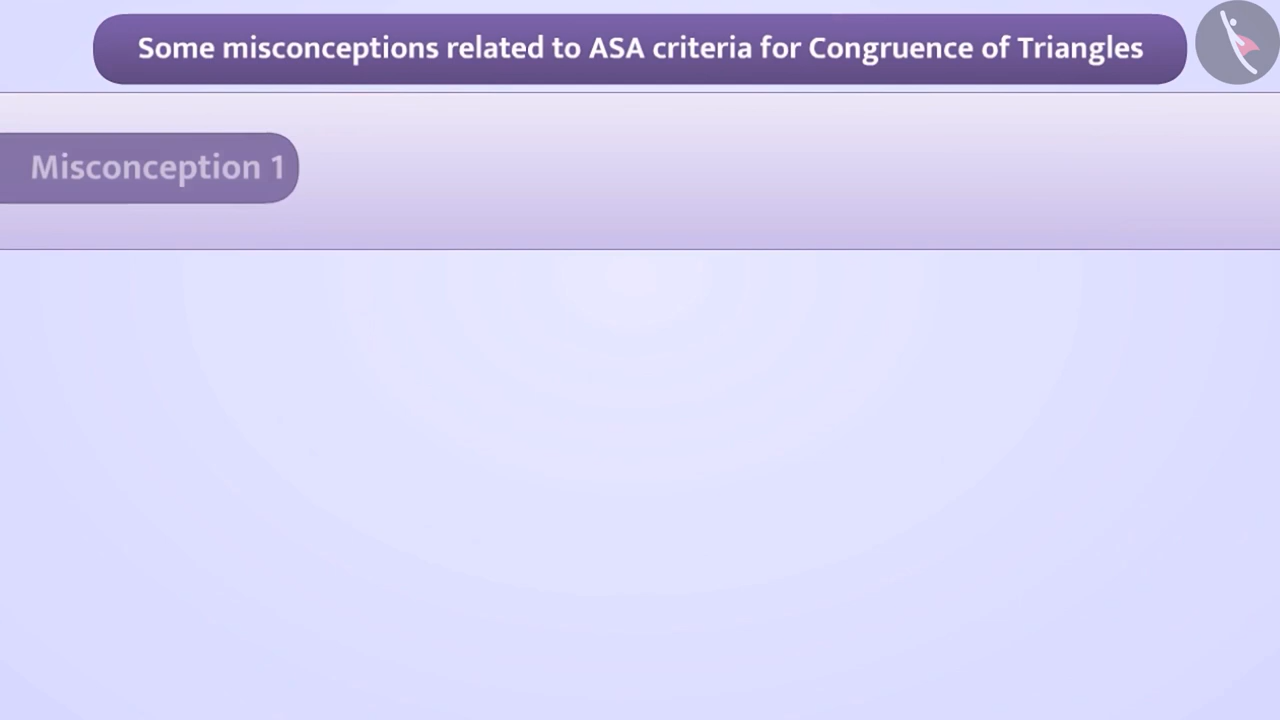 Some misconceptions related to ASA criteria for Congruence of Triangles
Misconception 1